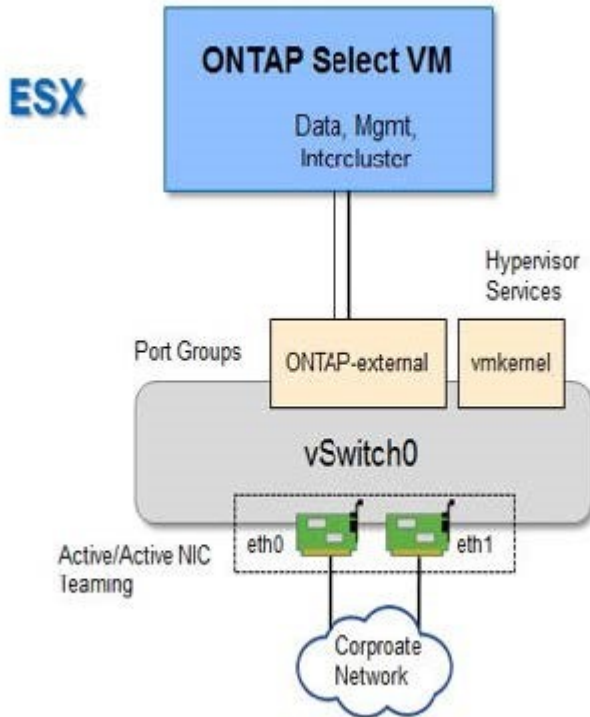 ESX
ONTAP Select VM
Data, Mgmt,
Intercluster
Hypervisor
Services
Port Groups
ONTAP-external
vmkernel
vSwitch0
eth0
eth1
Active/Active NIC
Teaming
Corproate
Network